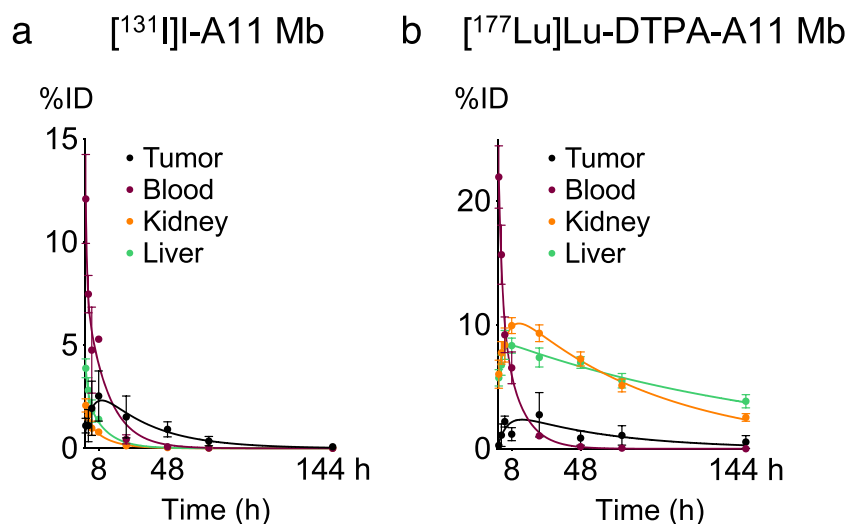 a [¹³¹I]I-A11 Mb
%ID
15
10
5
0
Tumor
Blood
Kidney
Liver
8 48 144 h
Time (h)
b [¹⁷⁷Lu]Lu-DTPA-A11 Mb
%ID
20
10
0
Tumor
Blood
Kidney
Liver
8 48 144 h
Time (h)